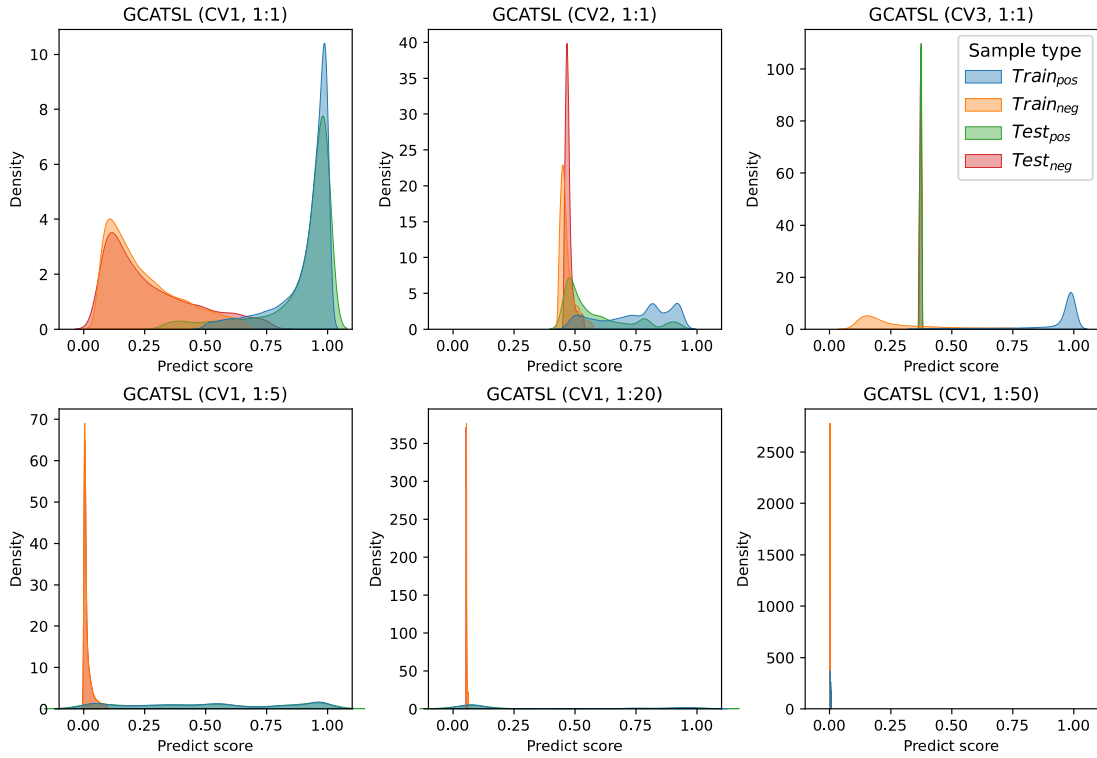 GCATSL (CV1, 1:1)
10
8
6
4
2
0
Density
0.00 0.25 0.50 0.75 1.00
Predict score
GCATSL (CV2, 1:1)
40
35
30
25
20
15
10
5
0
Density
0.00 0.25 0.50 0.75 1.00
Predict score
GCATSL (CV3, 1:1)
100
80
60
40
20
0
Density
0.00 0.25 0.50 0.75 1.00
Predict score
Sample type
Train_pos
Train_neg
Test_pos
Test_neg
GCATSL (CV1, 1:5)
70
60
50
40
30
20
10
0
Density
0.00 0.25 0.50 0.75 1.00
Predict score
GCATSL (CV1, 1:20)
350
300
250
200
150
100
50
0
Density
0.00 0.25 0.50 0.75 1.00
Predict score
GCATSL (CV1, 1:50)
2500
2000
1500
1000
500
0
Density
0.00 0.25 0.50 0.75 1.00
Predict score